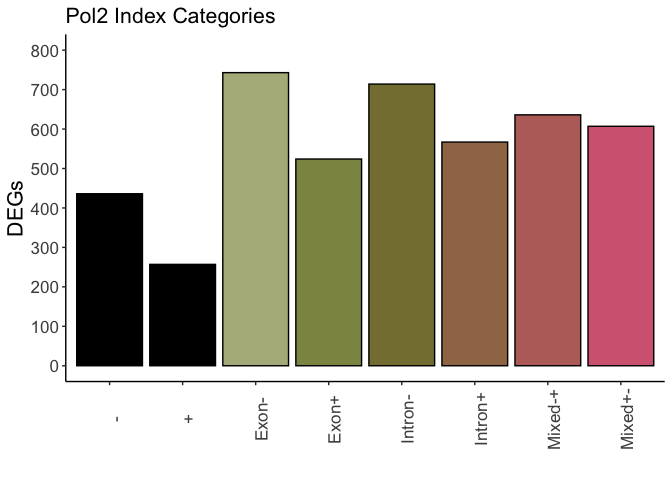 Pol2 Index Categories
DEGs
800
700
600
500
400
300
200
100
0
-
+
Exon-
Exon+
Intron-
Intron+
Mixed-+
Mixed+-